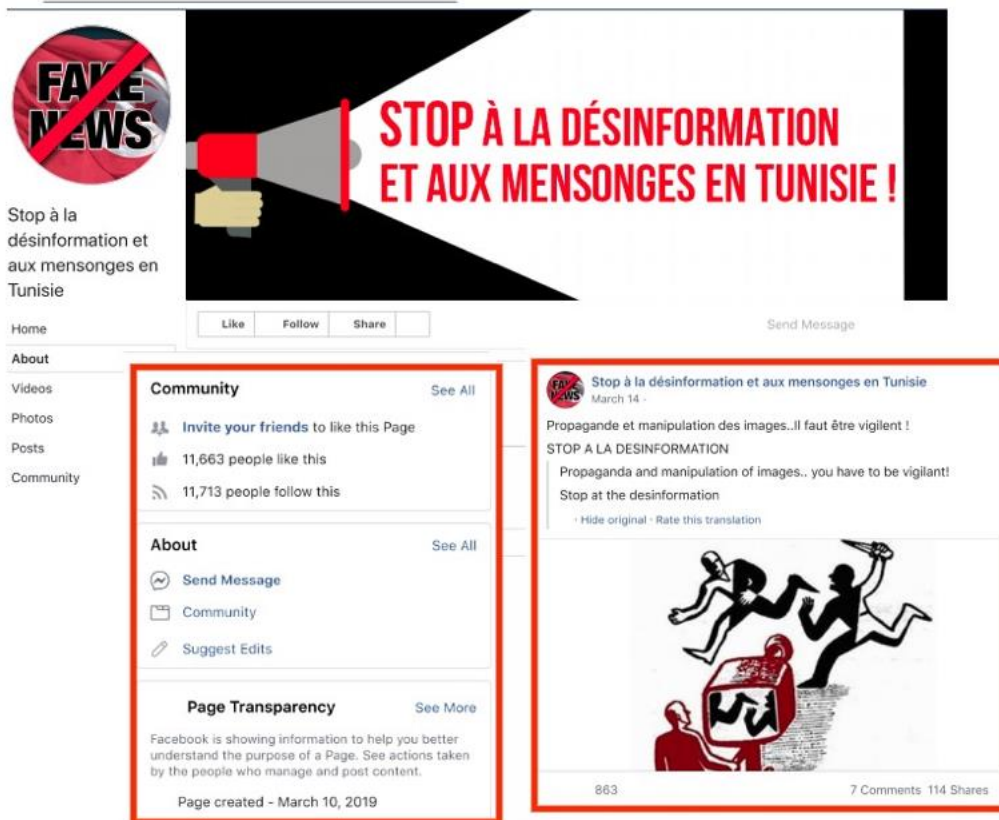 FAKE
NEWS
STOP À LA DÉSINFORMATION
ET AUX MENSONGES EN TUNISIE !
Stop à la
désinformation et
aux mensonges en
Tunisie
Home
About
Videos
Photos
Posts
Community
Like Follow Share
Send Message
Community See All
Invite your friends to like this Page
11,663 people like this
11,713 people follow this
About See All
Send Message
Community
Suggest Edits
Page Transparency See More
Facebook is showing information to help you better
understand the purpose of a Page. See actions taken
by the people who manage and post content.
Page created - March 10, 2019
FAKE
NEWS
Stop à la désinformation et aux mensonges en Tunisie
March 14 ·
Propagande et manipulation des images..Il faut être vigilent !
STOP A LA DESINFORMATION
Propaganda and manipulation of images.. you have to be vigilant!
Stop at the desinformation
· Hide original · Rate this translation
863 7 Comments 114 Shares